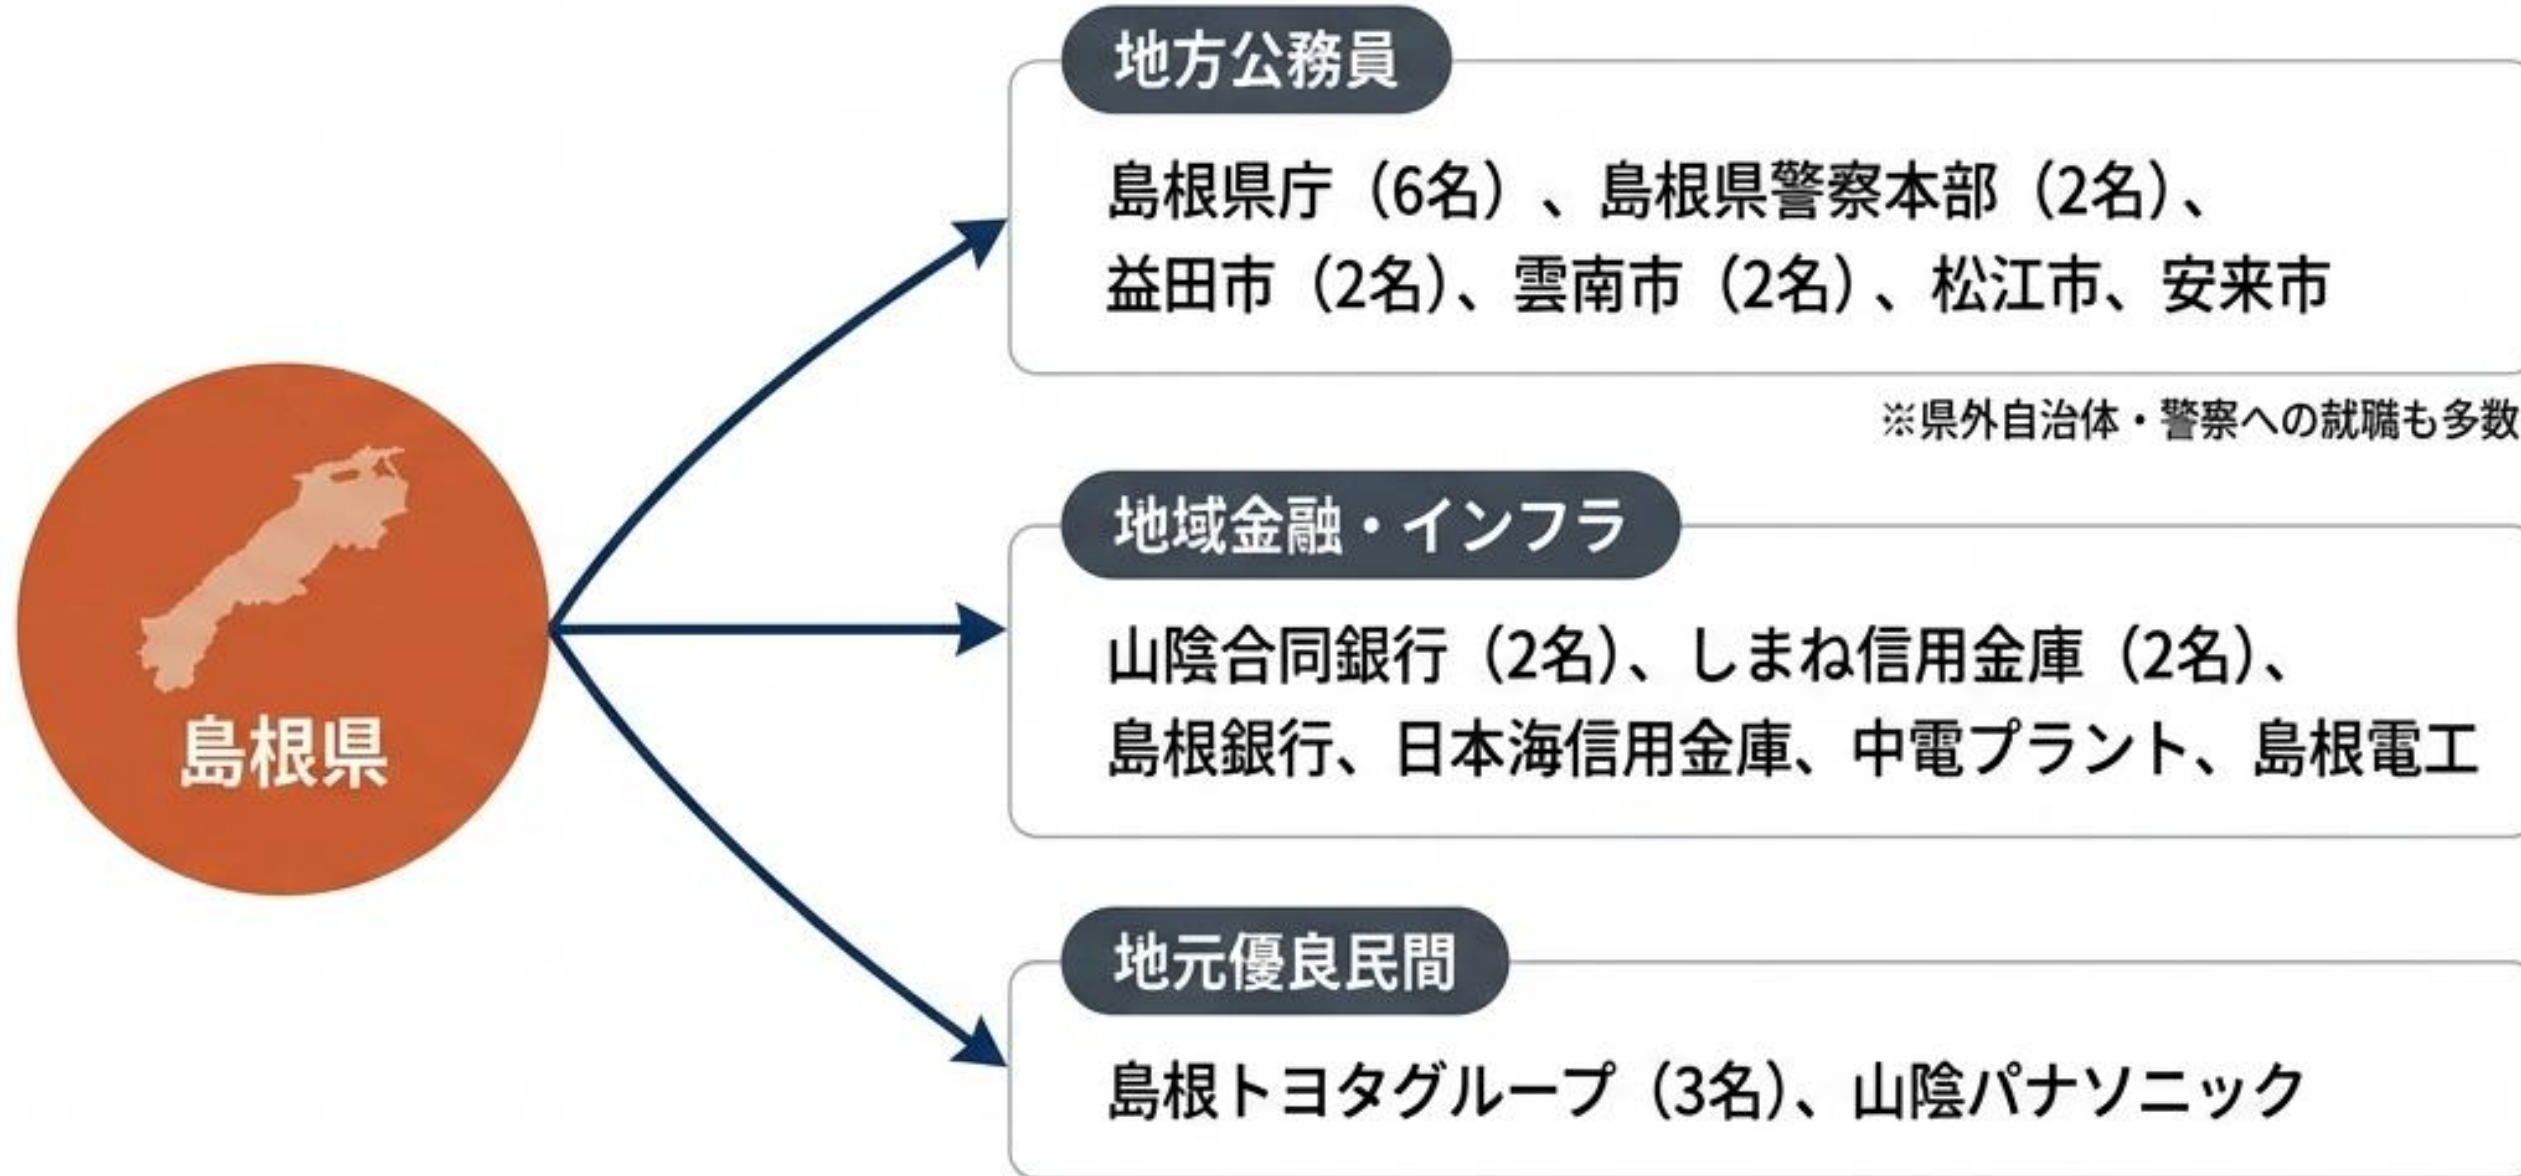 島根県
地方公務員
島根県庁（6名）、島根県警察本部（2名）、
益田市（2名）、雲南市（2名）、松江市、安来市
※県外自治体・警察への就職も多数
地域金融・インフラ
山陰合同銀行（2名）、しまね信用金庫（2名）、
島根銀行、日本海信用金庫、中電プラント、島根電工
地元優良民間
島根トヨタグループ（3名）、山陰パナソニック